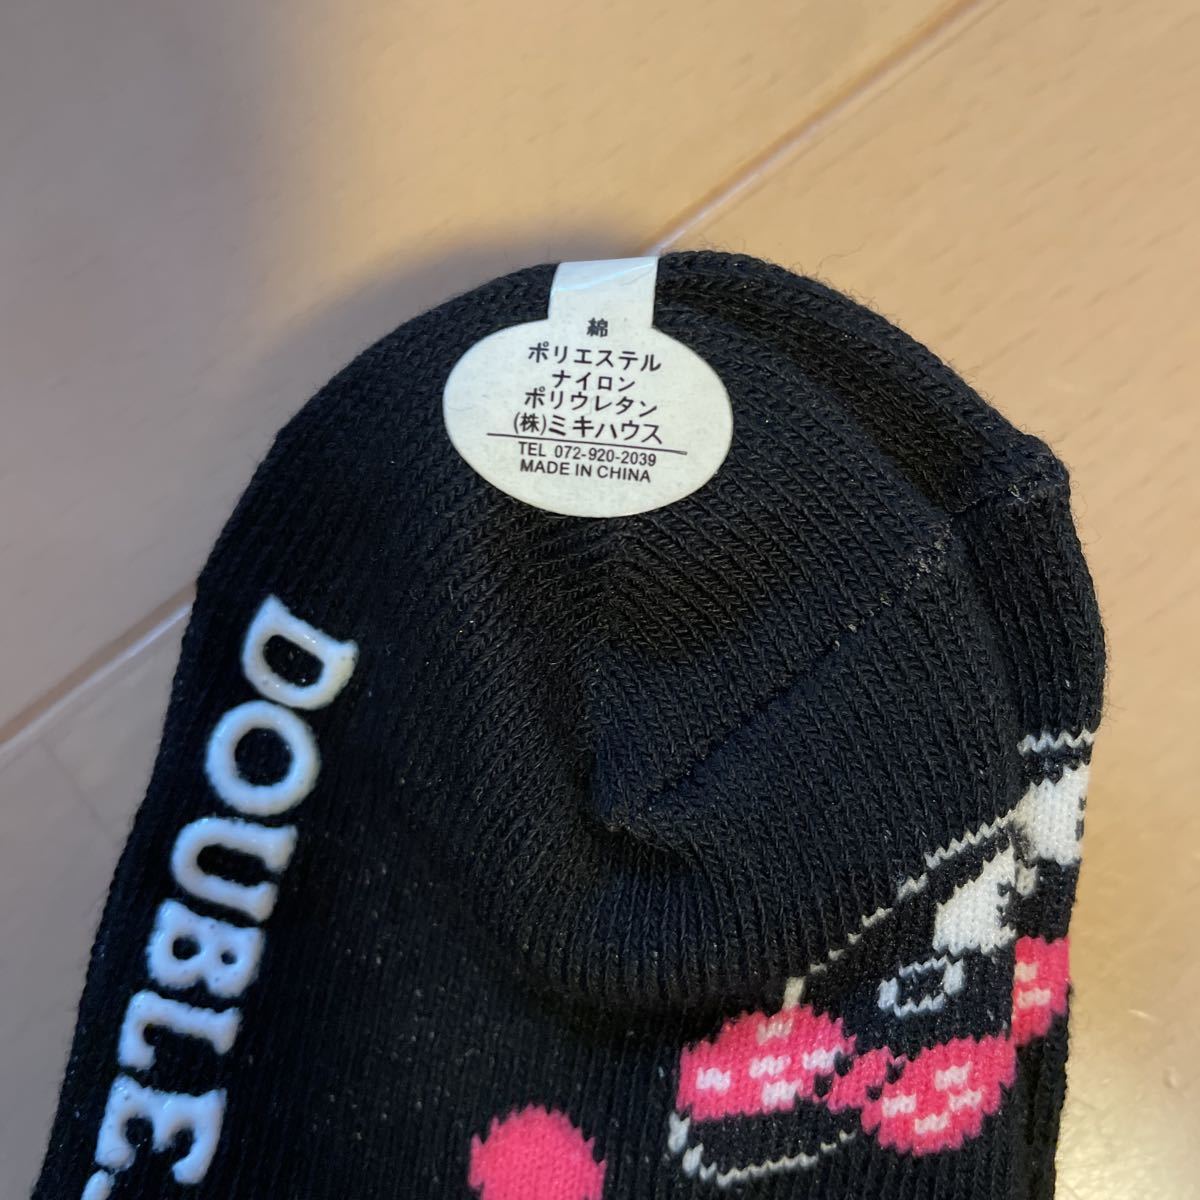 綿
ポリエステル
ナイロン
ポリウレタン
(株)ミキハウス
TEL 072-920-2039
MADE IN CHINA
DOUBLE